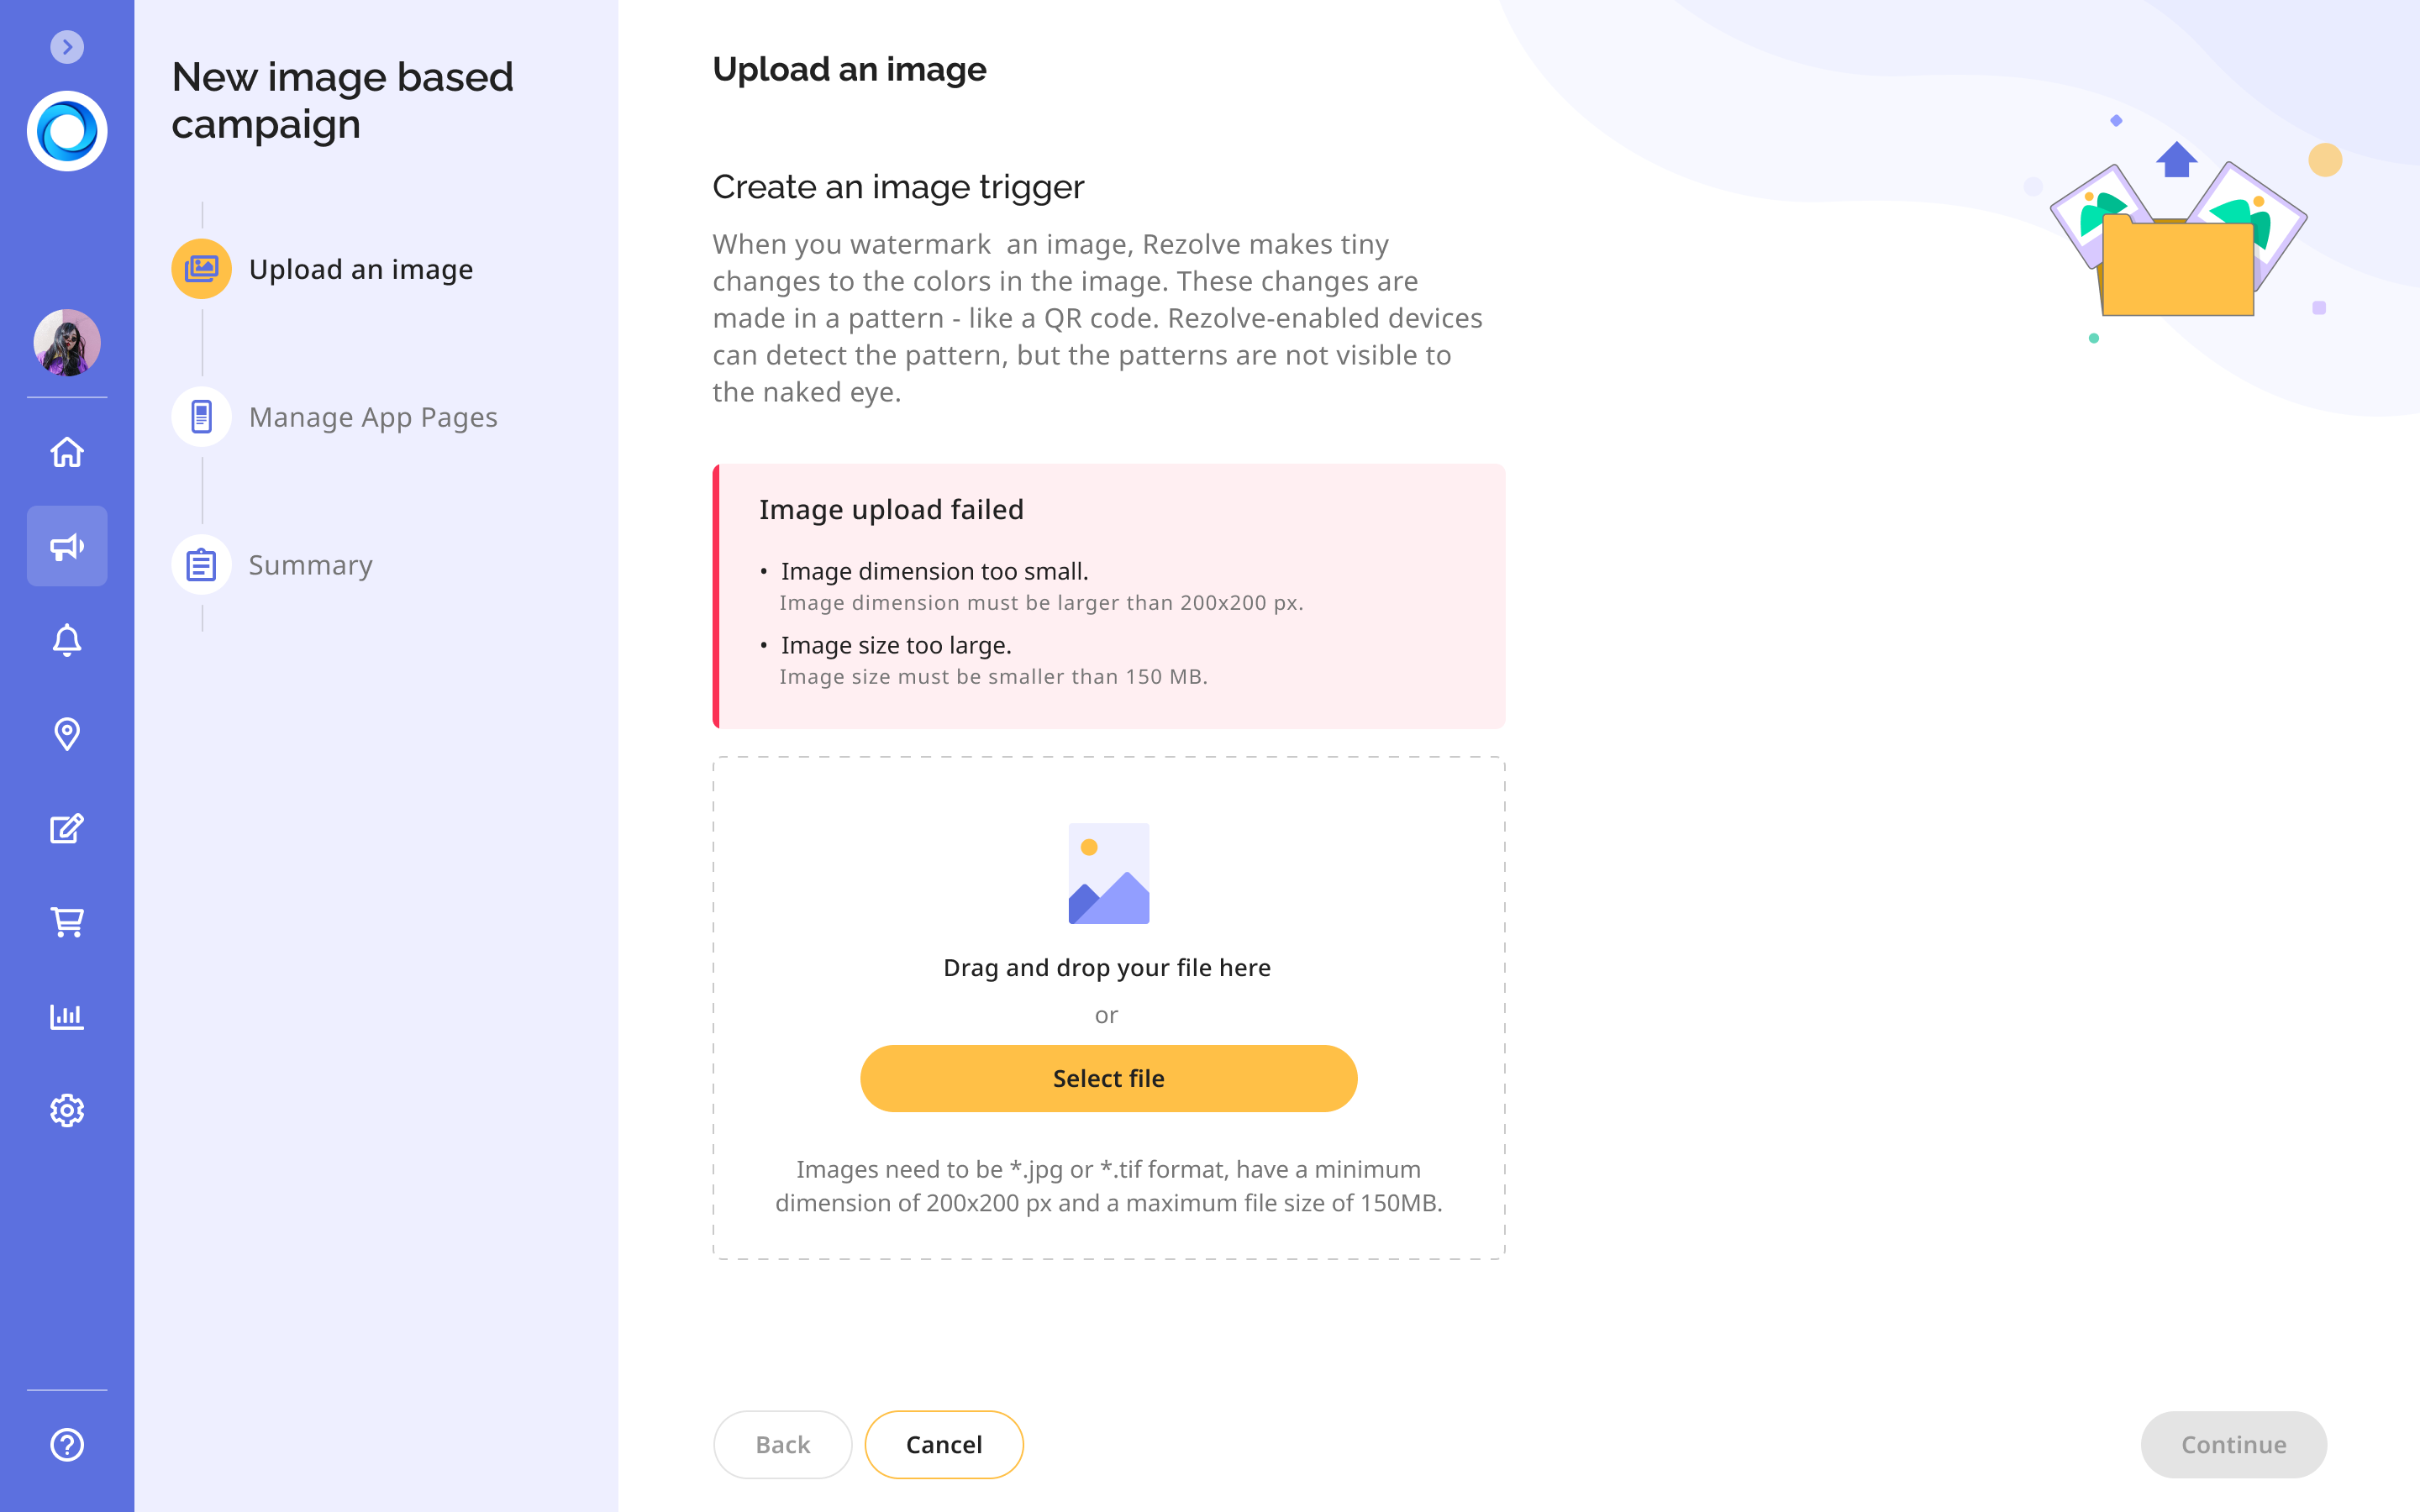 New image based
campaign
Upload an image
Manage App Pages
Summary
Upload an image
Create an image trigger
When you watermark  an image, Rezolve makes tiny
changes to the colors in the image. These changes are
made in a pattern - like a QR code. Rezolve-enabled devices
can detect the pattern, but the patterns are not visible to
the naked eye.
Image upload failed
• Image dimension too small.
Image dimension must be larger than 200x200 px.
• Image size too large.
Image size must be smaller than 150 MB.
Drag and drop your file here
or
Select file
Images need to be *.jpg or *.tif format, have a minimum
dimension of 200x200 px and a maximum file size of 150MB.
Back
Cancel
Continue